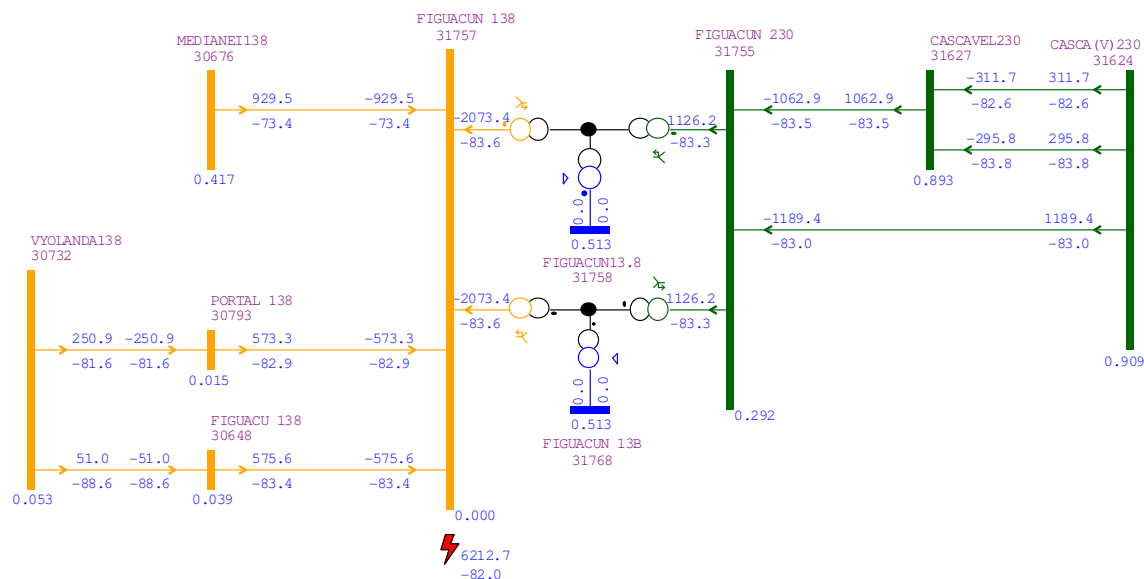 FIGUACUN 138
31757
MEDIANEI138
30676
929.5 -929.5
-73.4 -73.4
0.417
VYOLANDA138
30732
PORTAL 138
30793
250.9 -250.9 573.3 -573.3
-81.6 -81.6 -82.9 -82.9
0.015
FIGUACU 138
30648
51.0 -51.0 575.6 -575.6
-88.6 -88.6 -83.4 -83.4
0.053 0.039
0.000
6212.7
-82.0
-2073.4 1126.2
-83.6 -83.3
0.0 0.0
0.513
FIGUACUN13.8
31758
-2073.4 1126.2
-83.6 -83.3
0.0 0.0
0.513
FIGUACUN 13B
31768
FIGUACUN 230
31755
CASCAVEL230
31627
CASCA(V)230
31624
-311.7 311.7
-82.6 -82.6
-1062.9 1062.9
-83.5 -83.5
-295.8 295.8
-83.8 -83.8
0.893
-1189.4 1189.4
-83.0 -83.0
0.909
0.292